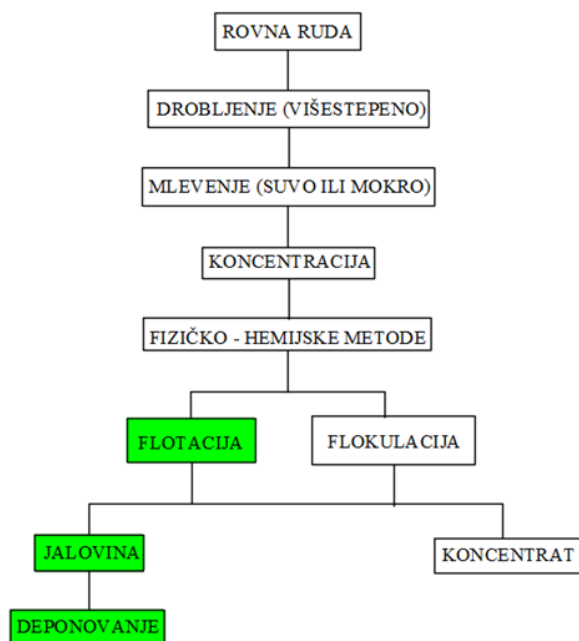 ROVNA RUDA
DROBLJENJE (VIŠESTEPENO)
MLEVENJE (SUVO ILI MOKRO)
KONCENTRACIJA
FIZIČKO - HEMIJSKE METODE
FLOTACIJA
FLOKULACIJA
JALOVINA
KONCENTRAT
DEPONOVANJE